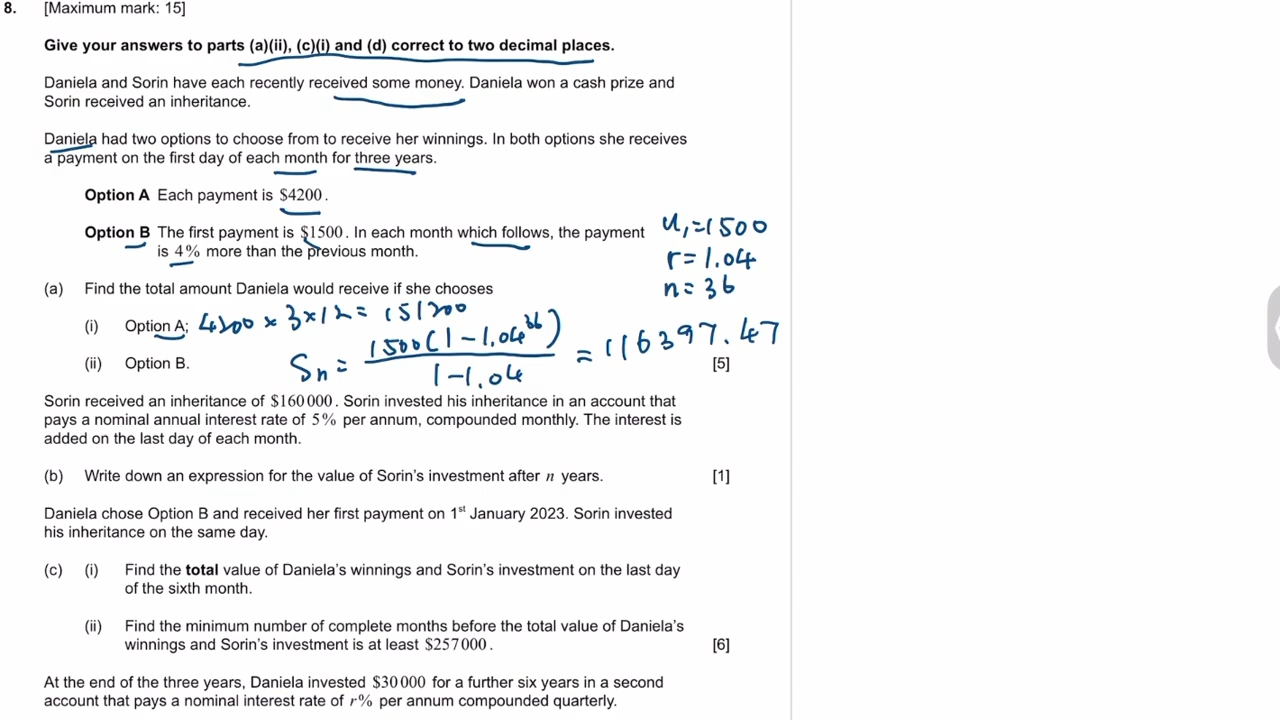 8. [Maximum mark: 15]
Give your answers to parts (a)(ii), (c)(i) and (d) correct to two decimal places.
Daniela and Sorin have each recently received some money. Daniela won a cash prize and
Sorin received an inheritance.
Daniela had two options to choose from to receive her winnings. In both options she receives
a payment on the first day of each month for three years.
Option A Each payment is $4200.
Option B The first payment is $1500. In each month which follows, the payment
is 4% more than the previous month.
u₁=1500
r=1.04
n=36
(a) Find the total amount Daniela would receive if she chooses
(i) Option A; 4200 × 3×12= 151200
(ii) Option B. Sn = 1500(1-1.04³⁶) / 1-1.04 = 116397.47 [5]
Sorin received an inheritance of $160000. Sorin invested his inheritance in an account that
pays a nominal annual interest rate of 5% per annum, compounded monthly. The interest is
added on the last day of each month.
(b) Write down an expression for the value of Sorin's investment after n years. [1]
Daniela chose Option B and received her first payment on 1st January 2023. Sorin invested
his inheritance on the same day.
(c) (i) Find the total value of Daniela's winnings and Sorin's investment on the last day
of the sixth month.
(ii) Find the minimum number of complete months before the total value of Daniela's
winnings and Sorin's investment is at least $257000. [6]
At the end of the three years, Daniela invested $30000 for a further six years in a second
account that pays a nominal interest rate of r% per annum compounded quarterly.